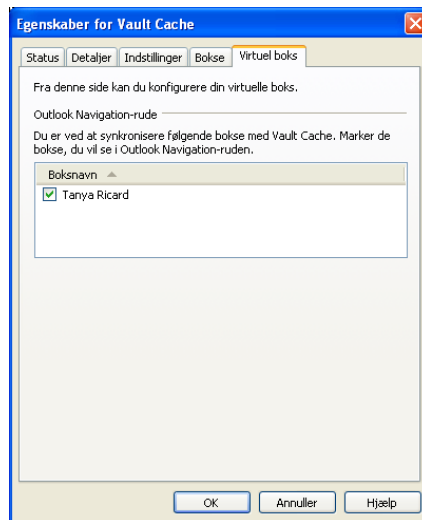 Egenskaber for Vault Cache
Status Detaljer Indstillinger Bokse Virtuel boks
Fra denne side kan du konfigurere din virtuelle boks.
Outlook Navigation-rude
Du er ved at synkronisere følgende bokse med Vault Cache. Marker de
bokse, du vil se i Outlook Navigation-ruden.
Boksnavn
Tanya Ricard
OK Annuller Hjælp